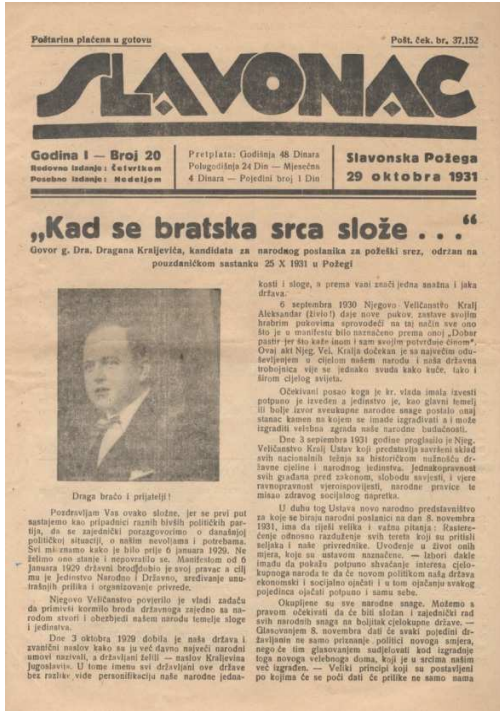 Poštarina plaćena u gotovu
Pošt. ček. br. 37,152
SLAVONAC
Godina I — Broj 20
Redovno izdanje: Četvrtkom
Posebno izdanje: Nedeljom
Pretplata: Godišnja 48 Dinara
Polugodišnja 24 Din — Mjesečna
4 Dinara — Pojedini broj 1 Din
Slavonska Požega
29 oktobra 1931
„Kad se bratska srca slože . . .“
Govor g. Dra. Dragana Kraljevića, kandidata za narodnog poslanika za požeški srez, održan na
pouzdaničkom sastanku 25 X 1931 u Požegi
Draga braćo i prijatelji!
Pozdravljam Vas ovako složne, jer se prvi put
sastajemo kao pripadnici raznih bivših političkih par-
tija, da se zajednički porazgovorimo o današnjoj
političkoj situaciji, o našim nevoljama i potrebama.
Svi mi znamo kako je bilo prije 6 januara 1929. Ne
želimo ono stanje i nepovratilo se. Manifestom od 6
januara 1929 državni brodolom je svoj pravac a cilj
mu je Jedinstvo Narodno i Državno, sređivanje unu-
trašnjih prilika i organizovanje privrede.
Njegovo Veličanstvo povjerilo je vladi zadaću
da primivši kormilo broda državnoga zajedno sa na-
rodom stvori i obezbjedi našem narodu temelje sloge
i jedinstva.
Dne 3 oktobra 1929 dobila je naša država i
zvanični naslov kako su ju već davno najveći narodni
umovi nazivali, a državljani želili — naslov Kraljevina
Jugoslavija. U tome imenu svi državljani ove države
bez razlike vide personifikaciju naše narodne jedna-
kosti i sloge, a prema vani znači jedna snažna i jaka
država.
6 septembra 1930 Njegovo Veličanstvo Kralj
Aleksandar (živio!) daje nove pukov. zastave svojim
hrabrim pukovima sprovodeći na taj način sve ono
što je u manifestu bilo naznačeno prema onoj „Dobar
pastir jer što kaže inom i sam svojim potvrđuje činom“.
Ovaj akt Njeg. Vel. Kralja dočekan je sa najvećim odu-
ševljenjem u cijelom našem narodu i naša državna
trobojnica vije se jednako svuda kako kuće, tako i
širom cijelog svijeta.
Očekivani posao koga je kr. vlada imala izvesti
potpuno je izveden a jedinstvo je, kao glavni temelj
ili bolje izvor sveukupne narodne snage postalo onaj
stanac kamen na kojem se imade izgrađivati a i može
izgraditi velebna zgrada naše narodne budućnosti.
Dne 3 septembra 1931 godine proglasilo je Njeg.
Veličanstvo Kralj Ustav koji predstavlja savršeni sklad
svih nacionalnih težnja sa historičkom nužnošću dr-
žavne cjeline i narodnog jedinstva. Jednakopravnost
svih građana pred zakonom, slobodu savjesti, i vjere
ravnopravnost vjeroispovijesti, narodne pravice te
misao zdravog socijalnog napretka.
U duhu tog Ustava novo narodno predstavništvo
za koje se biraju narodni poslanici na dan 8. novembra
1931, ima da riješi velika i važna pitanja: Rastere-
ćenje odnosno razduženje svih tereta koji su pritisli
seljaka i naše privrednike. Uvođenje u život onih
mjera, koje su ustavom naznačene. — Izbori dakle
imadu da pokažu potpuno shvaćanje interesa cjelo-
kupnoga naroda te da će novom politikom naša država
ekonomski i socijalno ojačati i s tom ojačanju svakog
pojedinca ojačati potpuno i samu sebe.
Okupljene su sve narodne snage. Možemo a
pravom očekivati da će biti složan i zajednički rad
svih narodnih snaga na boljitak cjelokupne države. —
Glasovanjem 8. novembra dati će svaki pojedini dr-
žavljanin ne samo priznanje politici novoga smjera,
nego će tim glasovanjem sudjelovati kod izgradnje
toga novoga velebnoga doma, koji je u srcima našim
već izgrađen. — Veliki principi koji su postavljeni
po kojima će se poći dati će prilike ne samo nama